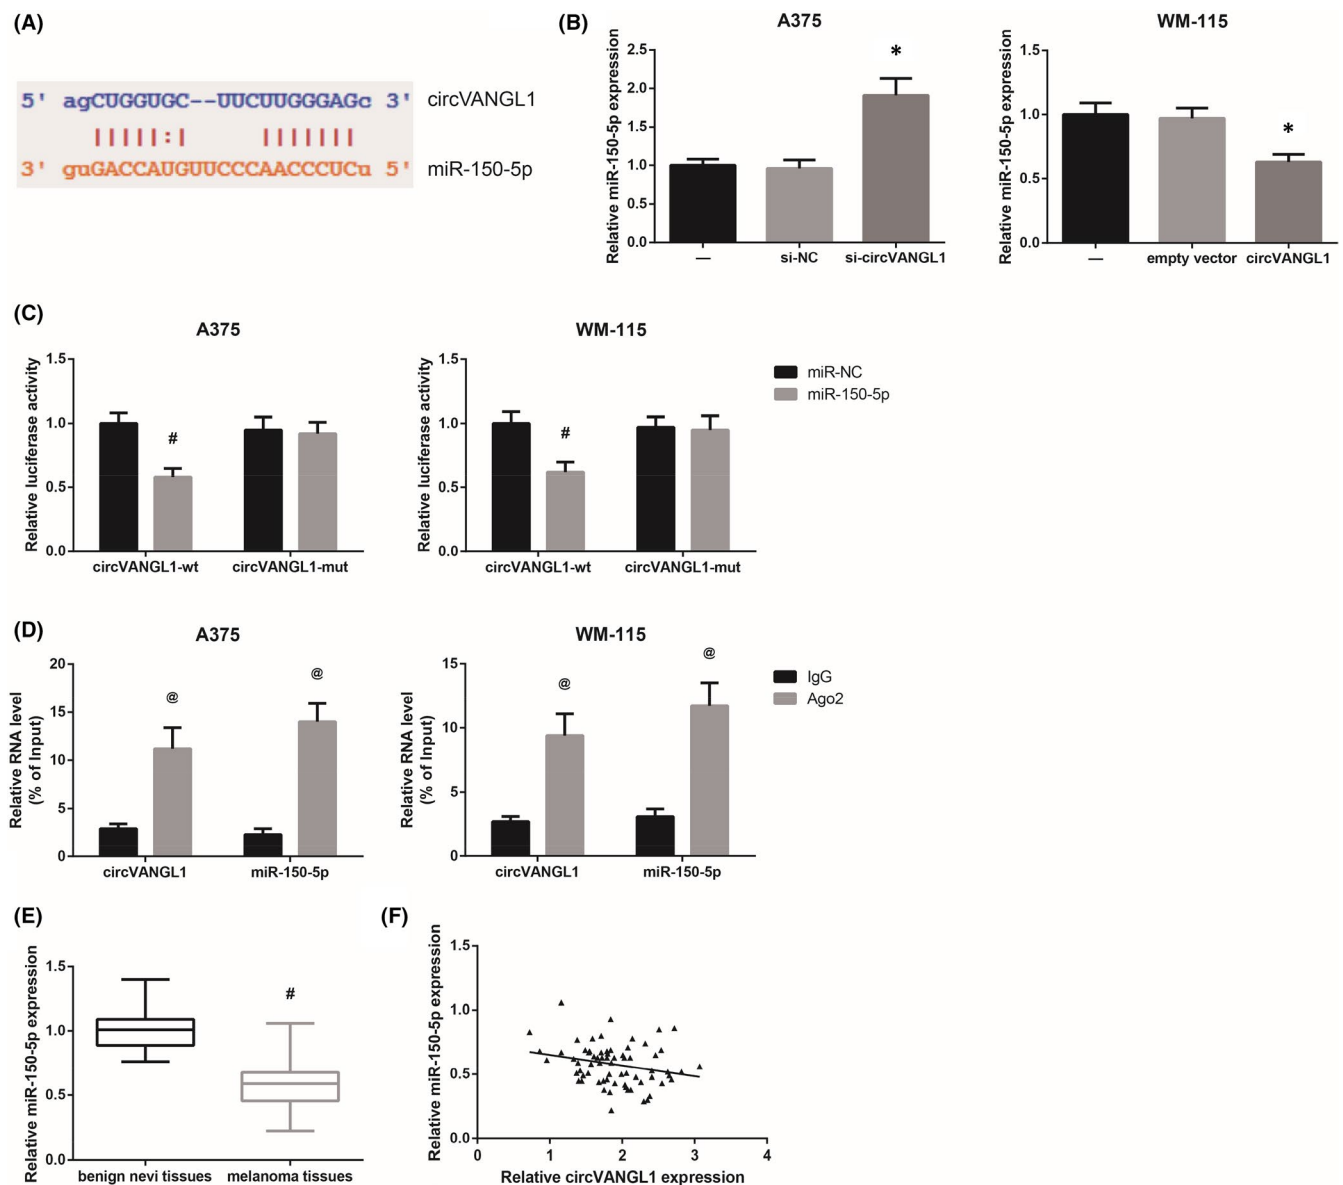 (A)
5' agCUGGUGC--UUCUUGGGAGc 3' circVANGL1
|||||:| |||||||
3' guGACCAUGUUCCCAACCCUCu 5' miR-150-5p
(B)
A375
Relative miR-150-5p expression
2.5
2.0
1.5
1.0
0.5
0.0
*
— si-NC si-circVANGL1
WM-115
Relative miR-150-5p expression
1.5
1.0
0.5
0.0
*
— empty vector circVANGL1
(C)
A375
Relative luciferase activity
1.5
1.0
0.5
0.0
#
circVANGL1-wt circVANGL1-mut
WM-115
Relative luciferase activity
1.5
1.0
0.5
0.0
#
circVANGL1-wt circVANGL1-mut
miR-NC
miR-150-5p
(D)
A375
Relative RNA level
(% of Input)
20
15
10
5
0
@ @
circVANGL1 miR-150-5p
WM-115
Relative RNA level
(% of Input)
15
10
5
0
@ @
circVANGL1 miR-150-5p
IgG
Ago2
(E)
Relative miR-150-5p expression
1.5
1.0
0.5
0.0
#
benign nevi tissues melanoma tissues
(F)
Relative miR-150-5p expression
1.5
1.0
0.5
0.0
0 1 2 3 4
Relative circVANGL1 expression